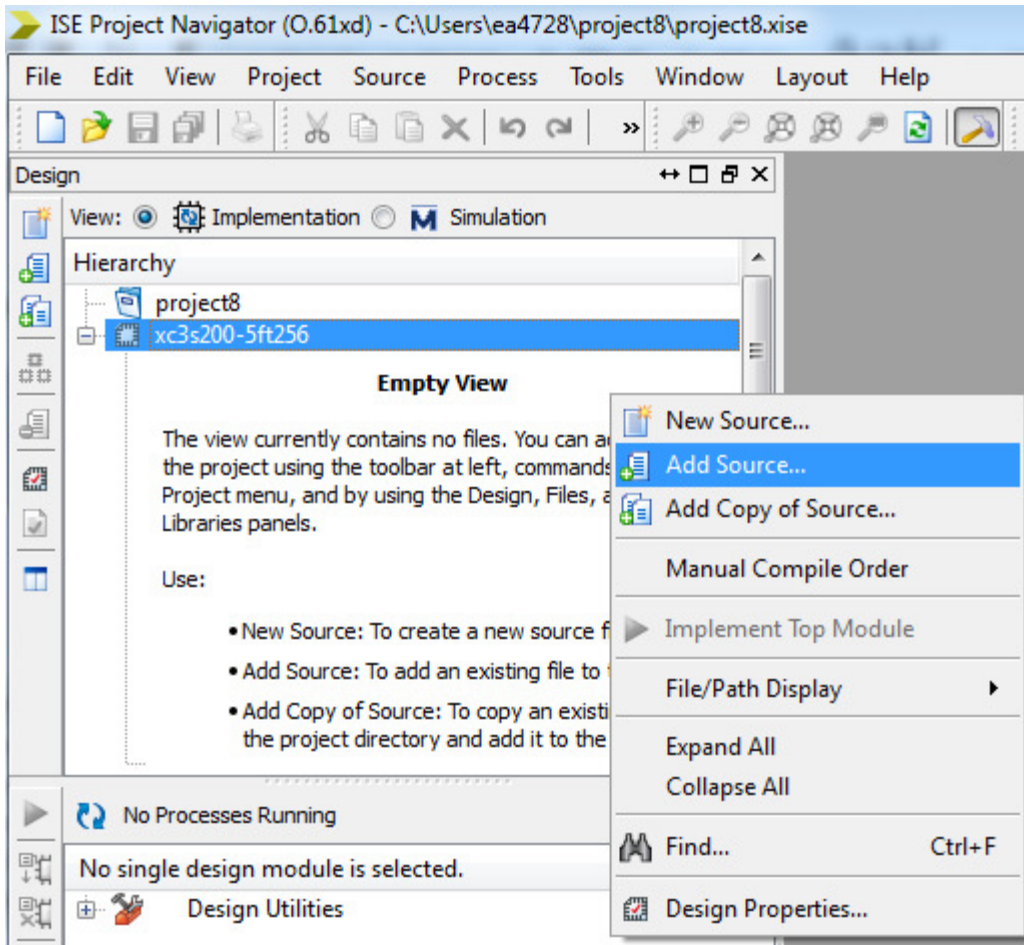 ISE Project Navigator (O.61xd) - C:\Users\ea4728\project8\project8.xise
File Edit View Project Source Process Tools Window Layout Help
Design
View: Implementation Simulation
Hierarchy
project8
xc3s200-5ft256
Empty View
The view currently contains no files. You can
the project using the toolbar at left, commands
Project menu, and by using the Design, Files,
Libraries panels.
Use:
•New Source: To create a new source
•Add Source: To add an existing file to
•Add Copy of Source: To copy an
the project directory and add it to the
New Source...
Add Source...
Add Copy of Source...
Manual Compile Order
Implement Top Module
File/Path Display
Expand All
Collapse All
Find... Ctrl+F
Design Properties...
No Processes Running
No single design module is selected.
Design Utilities